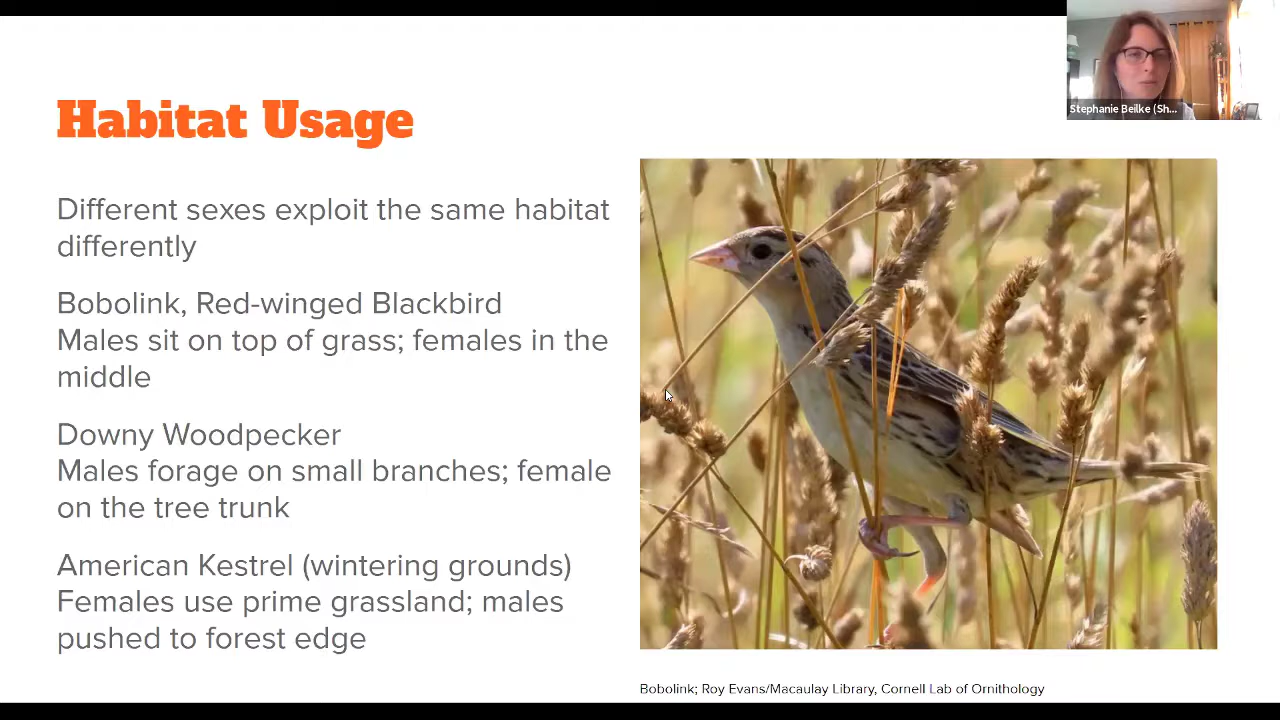 Stephanie Beilke (Sh...
Habitat Usage
Different sexes exploit the same habitat
differently
Bobolink, Red-winged Blackbird
Males sit on top of grass; females in the
middle
Downy Woodpecker
Males forage on small branches; female
on the tree trunk
American Kestrel (wintering grounds)
Females use prime grassland; males
pushed to forest edge
Bobolink; Roy Evans/Macaulay Library, Cornell Lab of Ornithology